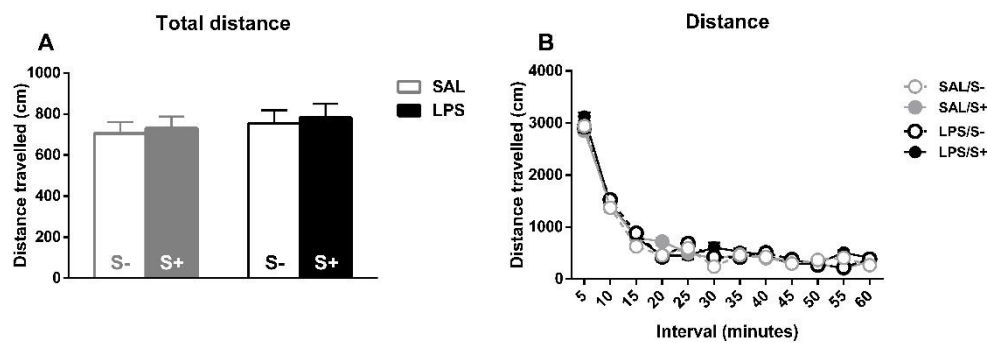 Total distance
A
Distance travelled (cm)
1000
800
600
400
200
0
S- S+ S- S+
SAL
LPS
Distance
B
Distance travelled (cm)
4000
3000
2000
1000
0
5 10 15 20 25 30 35 40 45 50 55 60
Interval (minutes)
SAL/S-
SAL/S+
LPS/S-
LPS/S+